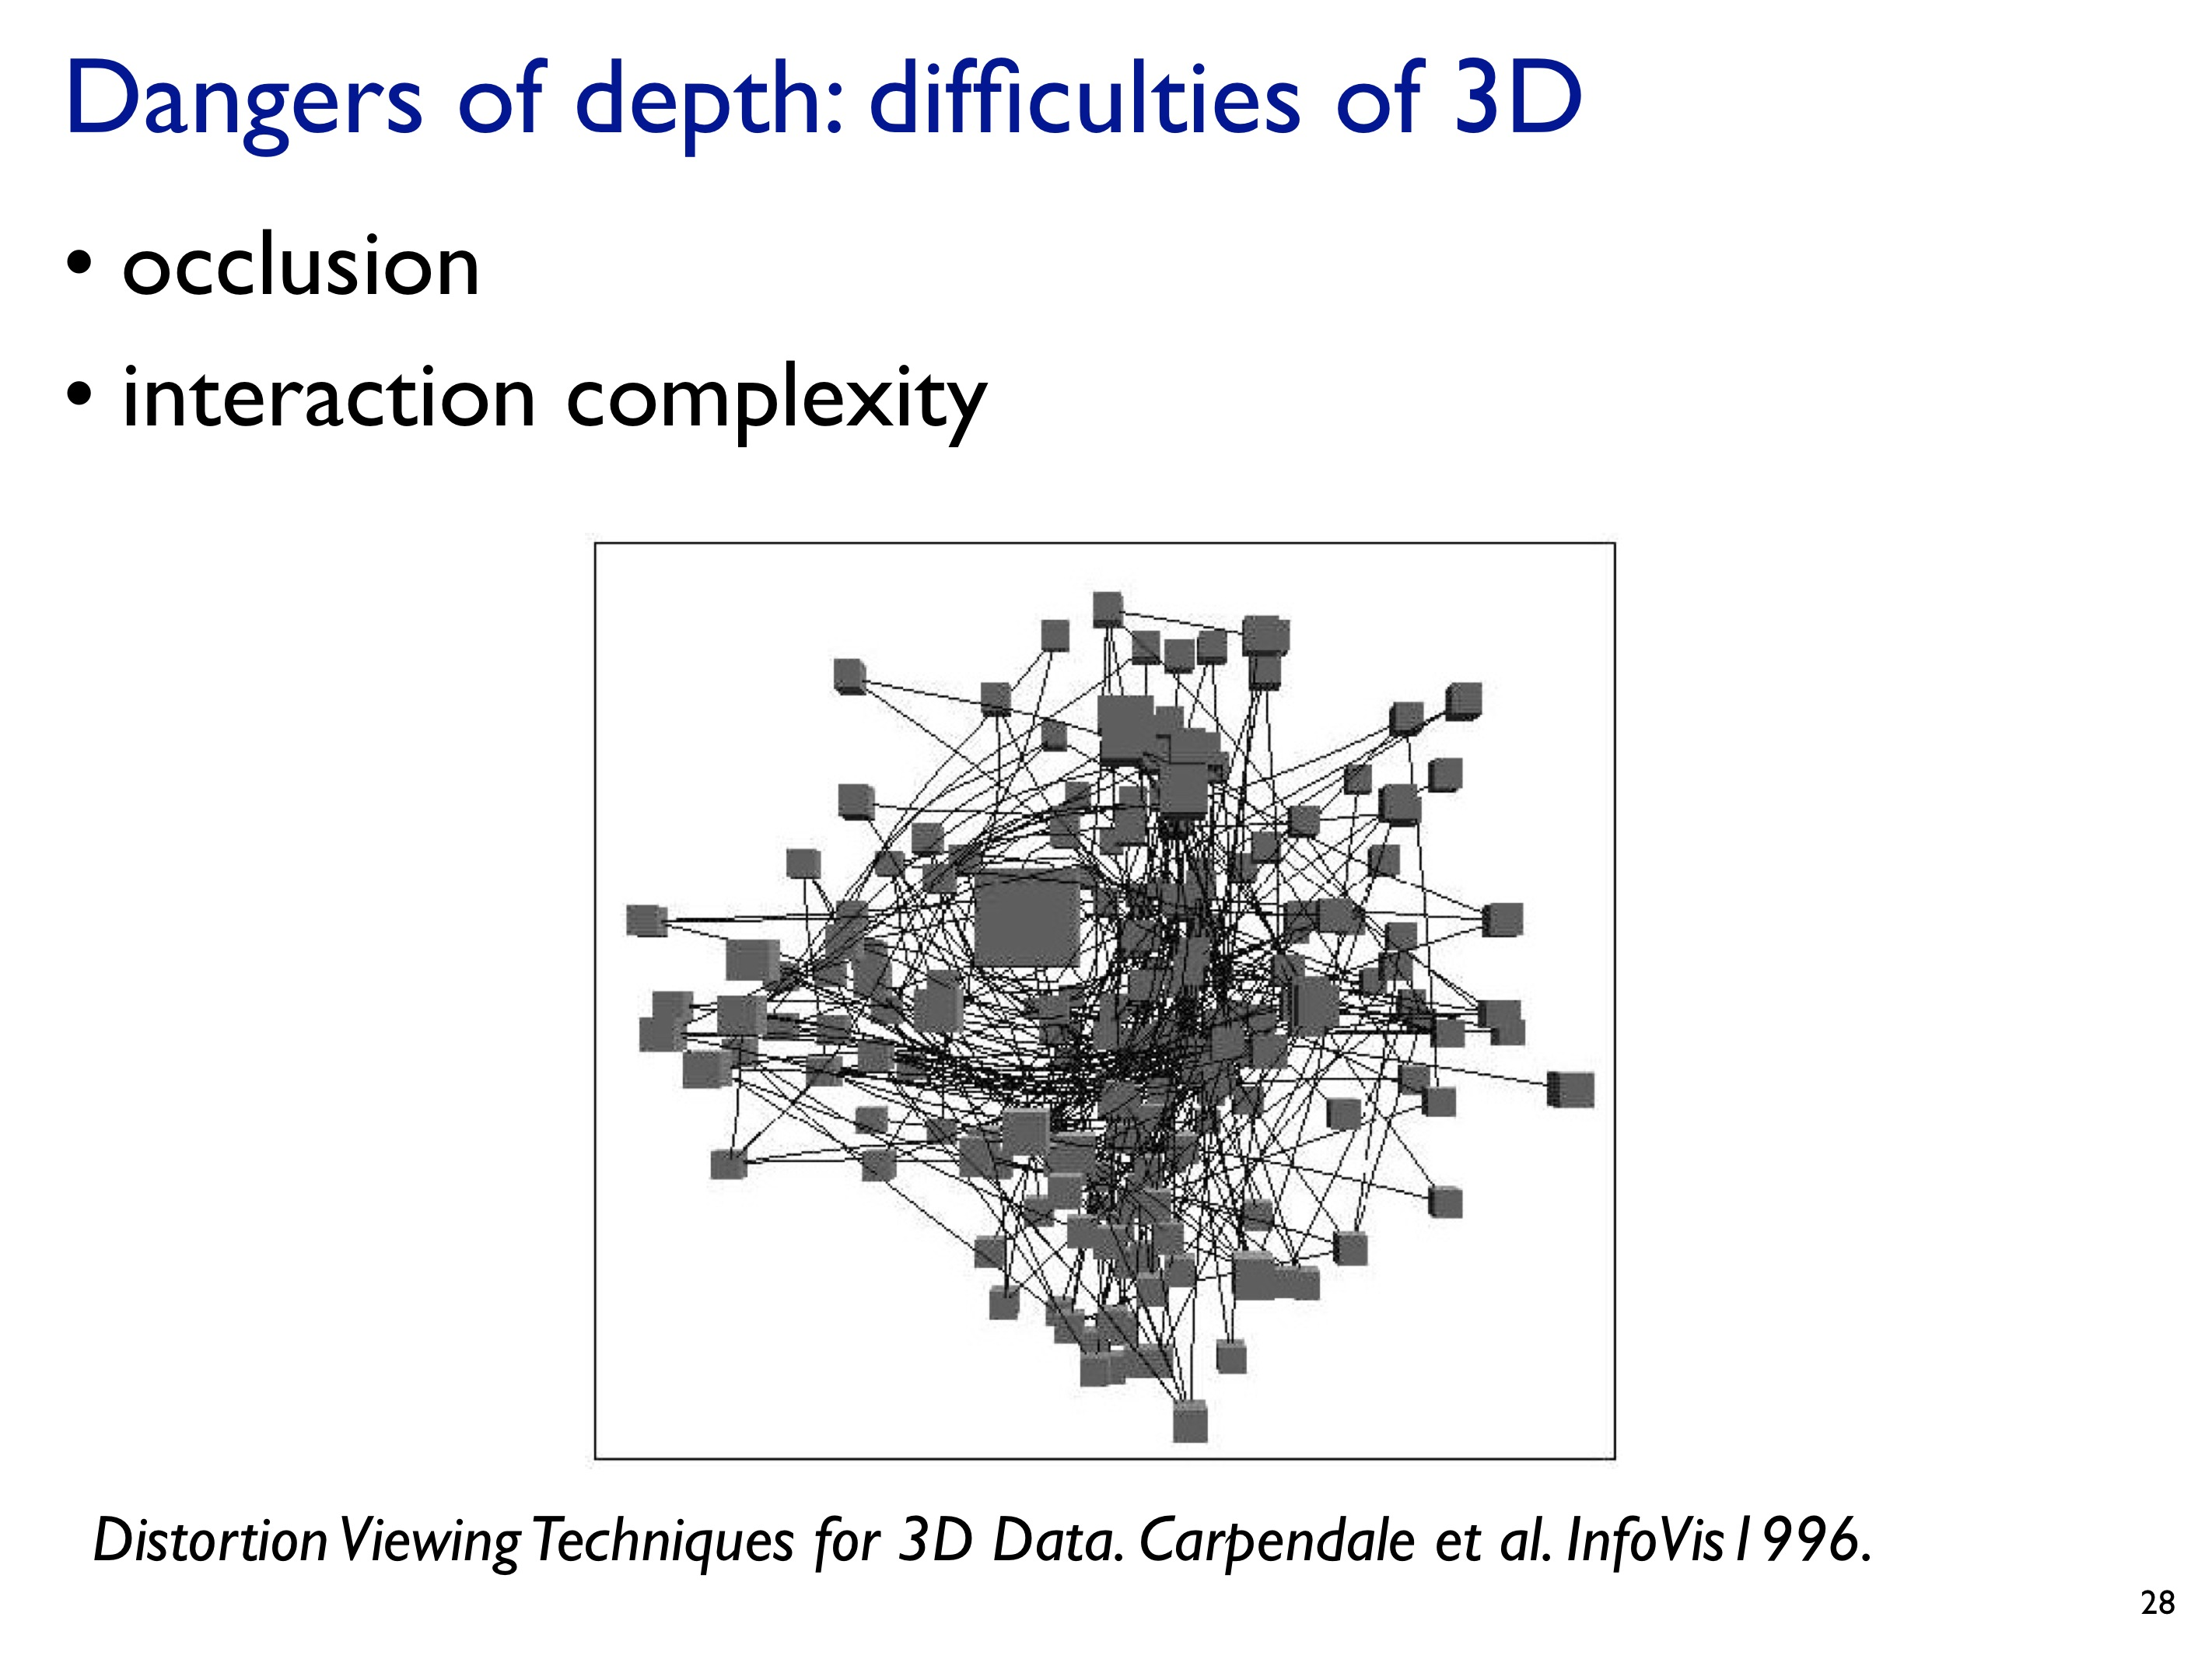 Dangers of depth: difficulties of 3D
• occlusion
• interaction complexity
Distortion Viewing Techniques for 3D Data. Carpendale et al. InfoVis1996.
28